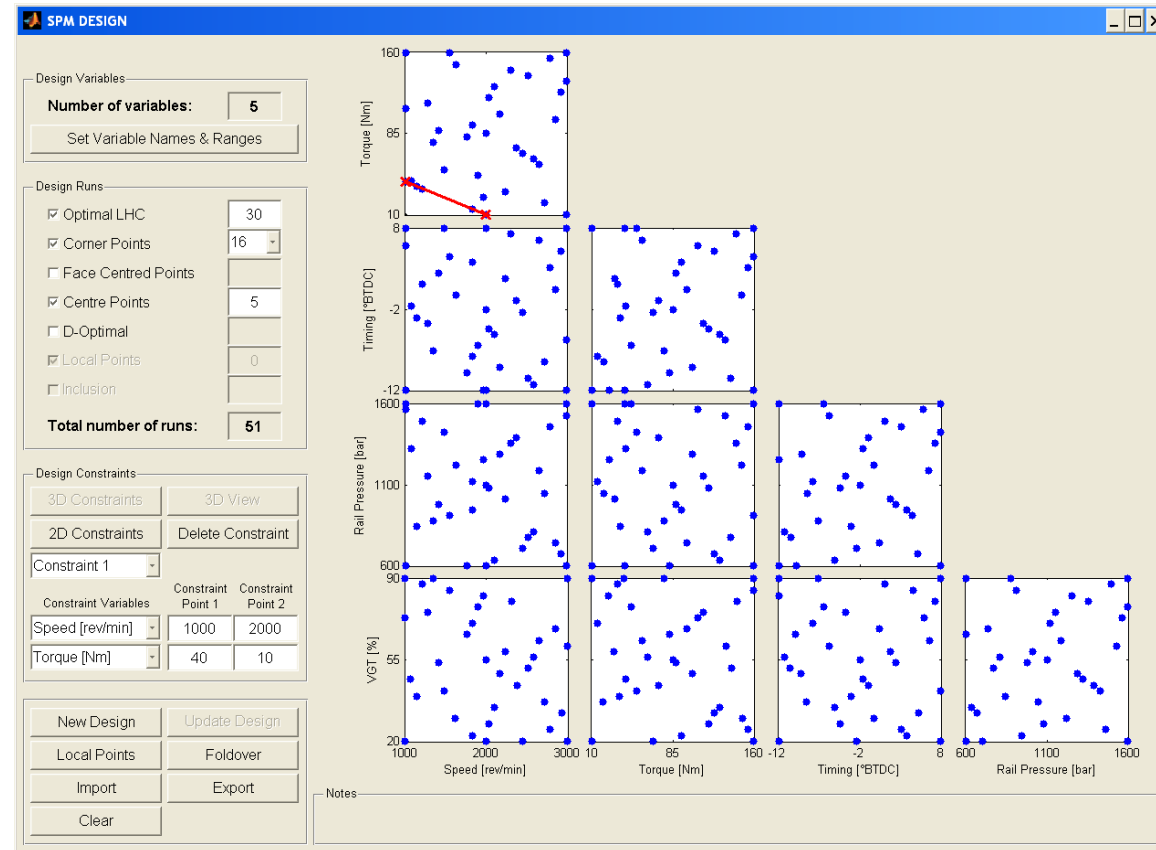 SPM DESIGN
Design Variables
Number of variables: 5
Set Variable Names & Ranges
Design Runs
Optimal LHC 30
Corner Points 16
Face Centred Points
Centre Points 5
D-Optimal
Local Points 0
Inclusion
Total number of runs: 51
Design Constraints
3D Constraints 3D View
2D Constraints Delete Constraint
Constraint 1
Constraint Variables Constraint Point 1 Constraint Point 2
Speed [rev/min] 1000 2000
Torque [Nm] 40 10
New Design Update Design
Local Points Foldover
Import Export
Clear
160
85
10
Torque [Nm]
8
-2
-12
Timing [°BTDC]
1600
1100
600
Rail Pressure [bar]
90
55
20
VGT [%]
1000 2000 3000 10 85 160 -12 -2 8 600 1100 1600
Speed [rev/min] Torque [Nm] Timing [°BTDC] Rail Pressure [bar]
Notes